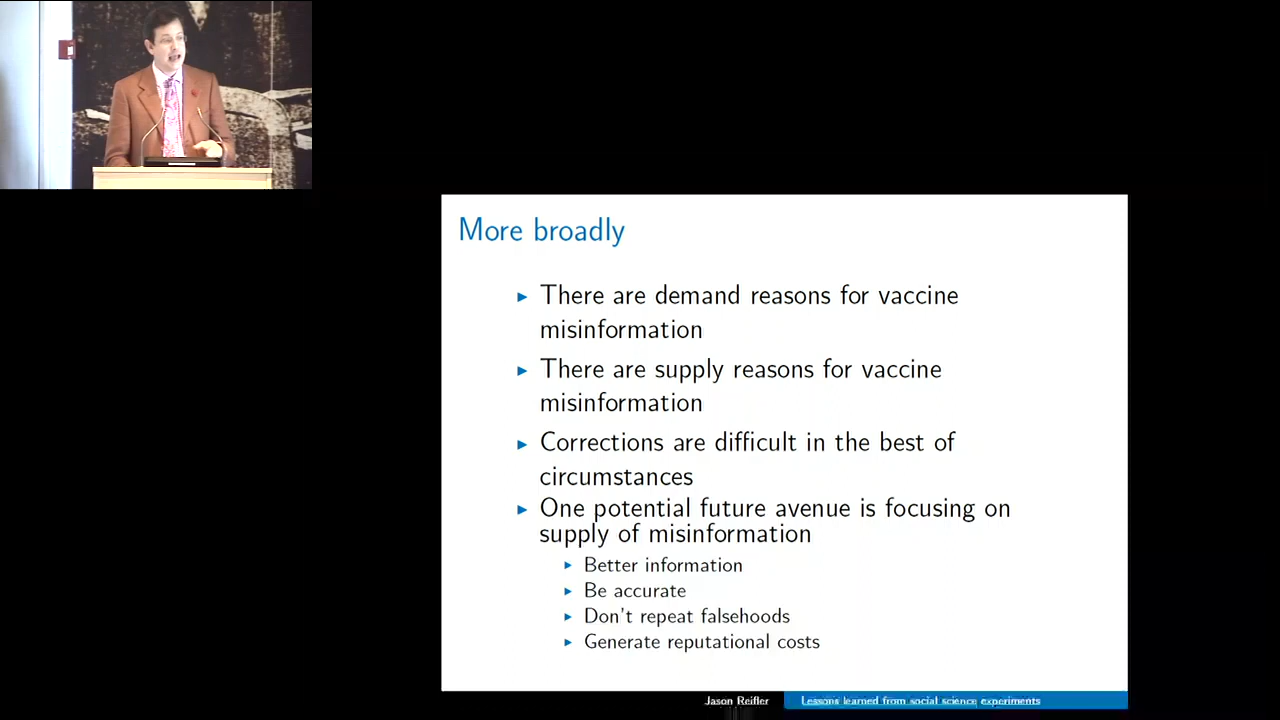 More broadly
There are demand reasons for vaccine
misinformation
There are supply reasons for vaccine
misinformation
Corrections are difficult in the best of
circumstances
One potential future avenue is focusing on
supply of misinformation
Better information
Be accurate
Don't repeat falsehoods
Generate reputational costs
Jason Reifler
Lessons learned from social science experiments